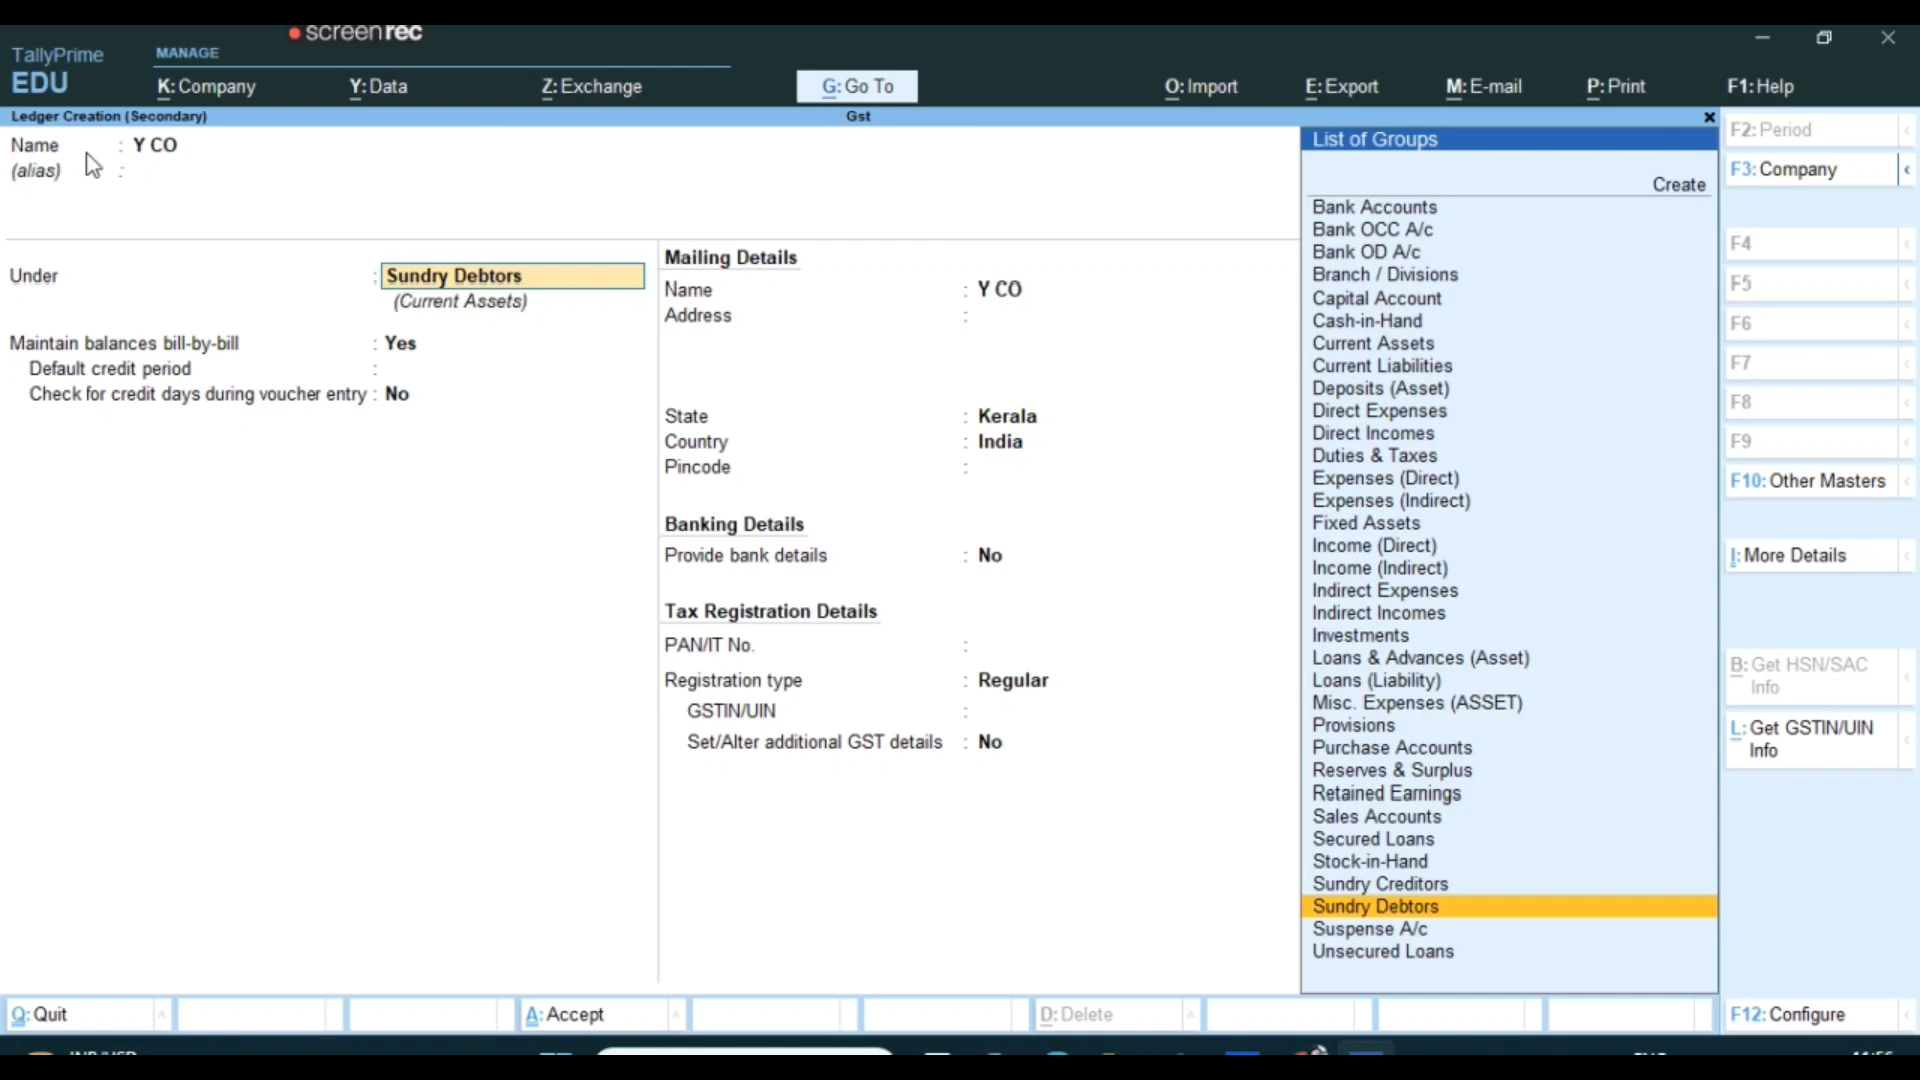 screenrec
TallyPrime
EDU
MANAGE
K: Company
Y: Data
Z: Exchange
G: Go To
O: Import
E: Export
M: E-mail
P: Print
F1: Help
Ledger Creation (Secondary)
Gst
Name : Y CO
(alias) :
Under : Sundry Debtors
(Current Assets)
Maintain balances bill-by-bill : Yes
Default credit period :
Check for credit days during voucher entry : No
Mailing Details
Name : Y CO
Address :
State : Kerala
Country : India
Pincode :
Banking Details
Provide bank details : No
Tax Registration Details
PAN/IT No. :
Registration type : Regular
GSTIN/UIN :
Set/Alter additional GST details : No
List of Groups
Create
Bank Accounts
Bank OCC A/c
Bank OD A/c
Branch / Divisions
Capital Account
Cash-in-Hand
Current Assets
Current Liabilities
Deposits (Asset)
Direct Expenses
Direct Incomes
Duties & Taxes
Expenses (Direct)
Expenses (Indirect)
Fixed Assets
Income (Direct)
Income (Indirect)
Indirect Expenses
Indirect Incomes
Investments
Loans & Advances (Asset)
Loans (Liability)
Misc. Expenses (ASSET)
Provisions
Purchase Accounts
Reserves & Surplus
Retained Earnings
Sales Accounts
Secured Loans
Stock-in-Hand
Sundry Creditors
Sundry Debtors
Suspense A/c
Unsecured Loans
F2: Period
F3: Company
F4
F5
F6
F7
F8
F9
F10: Other Masters
I: More Details
B: Get HSN/SAC
Info
L: Get GSTIN/UIN
Info
Q: Quit
A: Accept
D: Delete
F12: Configure